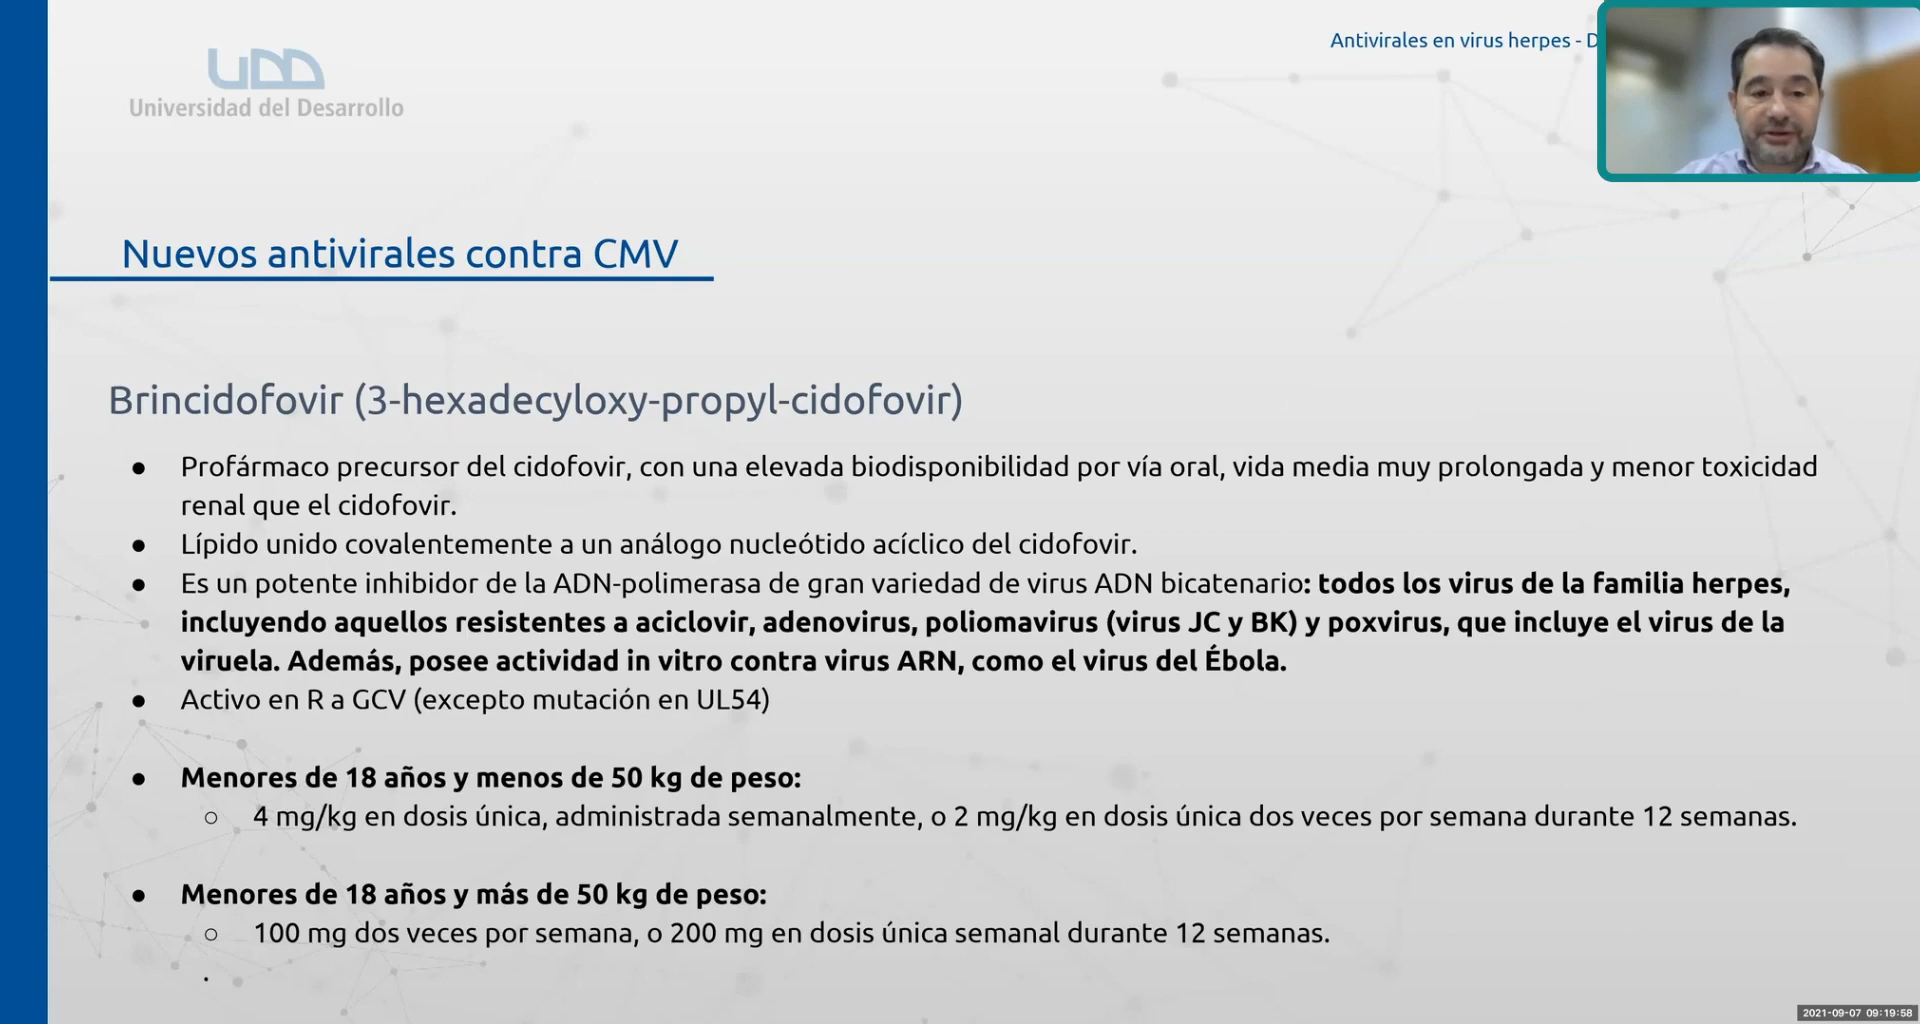 UDD
Universidad del Desarrollo
Antivirales en virus herpes - D
Nuevos antivirales contra CMV
Brincidofovir (3-hexadecyloxy-propyl-cidofovir)
● Profármaco precursor del cidofovir, con una elevada biodisponibilidad por vía oral, vida media muy prolongada y menor toxicidad
renal que el cidofovir.
● Lípido unido covalentemente a un análogo nucleótido acíclico del cidofovir.
● Es un potente inhibidor de la ADN-polimerasa de gran variedad de virus ADN bicatenario: todos los virus de la familia herpes,
incluyendo aquellos resistentes a aciclovir, adenovirus, poliomavirus (virus JC y BK) y poxvirus, que incluye el virus de la
viruela. Además, posee actividad in vitro contra virus ARN, como el virus del Ébola.
● Activo en R a GCV (excepto mutación en UL54)
● Menores de 18 años y menos de 50 kg de peso:
○ 4 mg/kg en dosis única, administrada semanalmente, o 2 mg/kg en dosis única dos veces por semana durante 12 semanas.
● Menores de 18 años y más de 50 kg de peso:
○ 100 mg dos veces por semana, o 200 mg en dosis única semanal durante 12 semanas.
.
2021-09-07 09:19:58